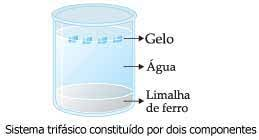 Gelo
Água
Limalha
de ferro
Sistema trifásico constituído por dois componentes